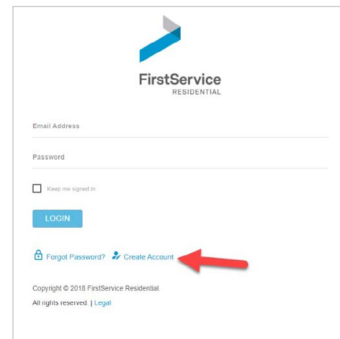 FirstService
RESIDENTIAL
Email Address
Password
Keep me signed in
LOGIN
Forgot Password? Create Account
Copyright © 2018 FirstService Residential.
All rights reserved. | Legal